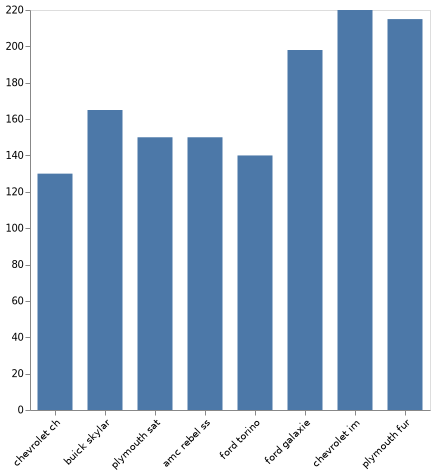 220
200
180
160
140
120
100
80
60
40
20
0
chevrolet ch
buick skylar
plymouth sat
amc rebel ss
ford torino
ford galaxie
chevrolet im
plymouth fur